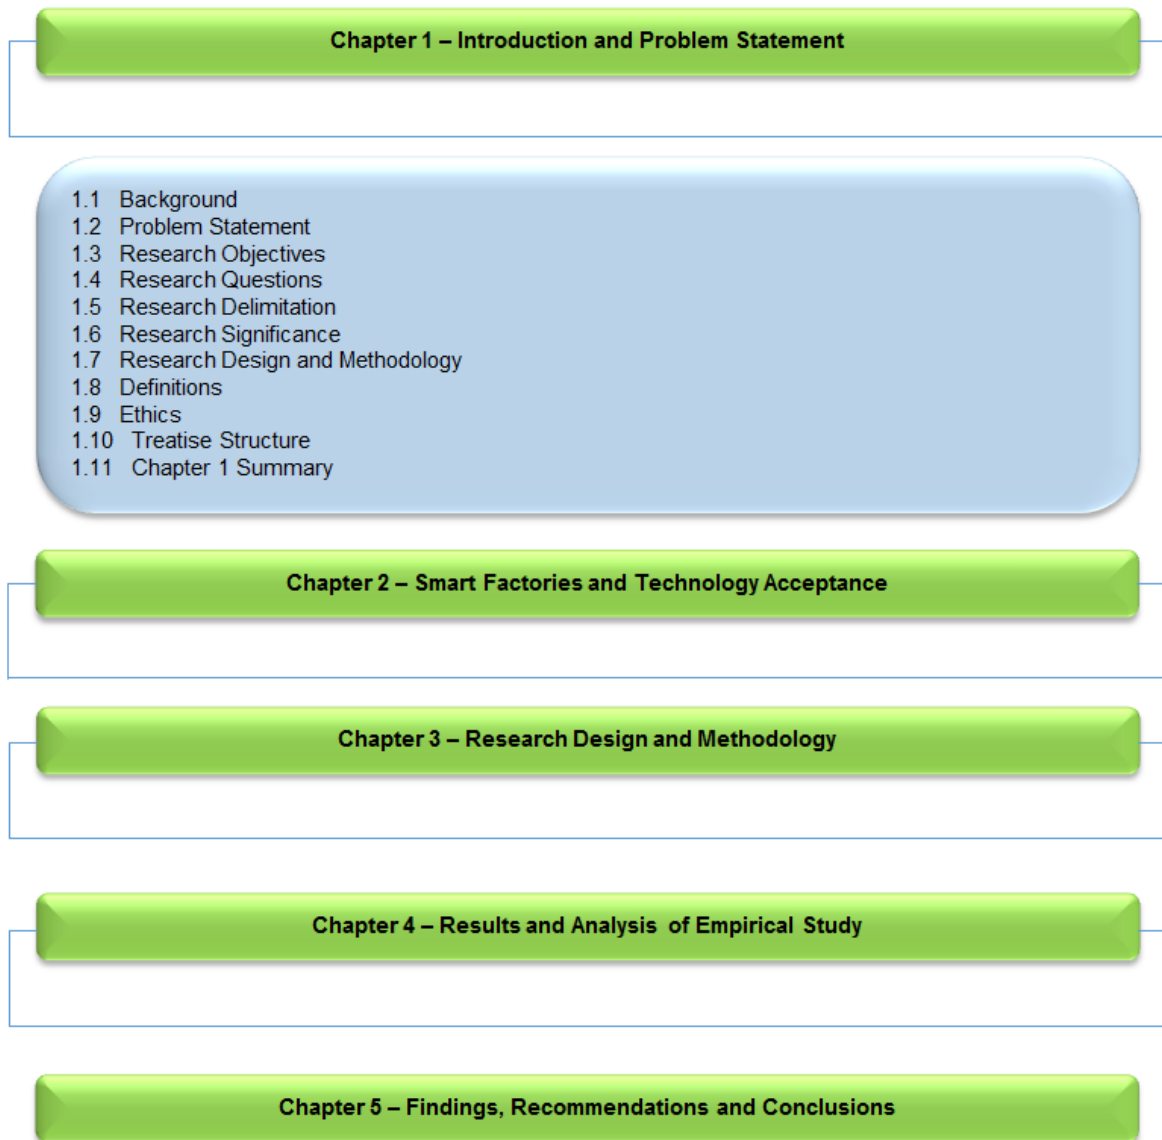 Chapter 1 – Introduction and Problem Statement
1.1 Background
1.2 Problem Statement
1.3 Research Objectives
1.4 Research Questions
1.5 Research Delimitation
1.6 Research Significance
1.7 Research Design and Methodology
1.8 Definitions
1.9 Ethics
1.10 Treatise Structure
1.11 Chapter 1 Summary
Chapter 2 – Smart Factories and Technology Acceptance
Chapter 3 – Research Design and Methodology
Chapter 4 – Results and Analysis of Empirical Study
Chapter 5 – Findings, Recommendations and Conclusions